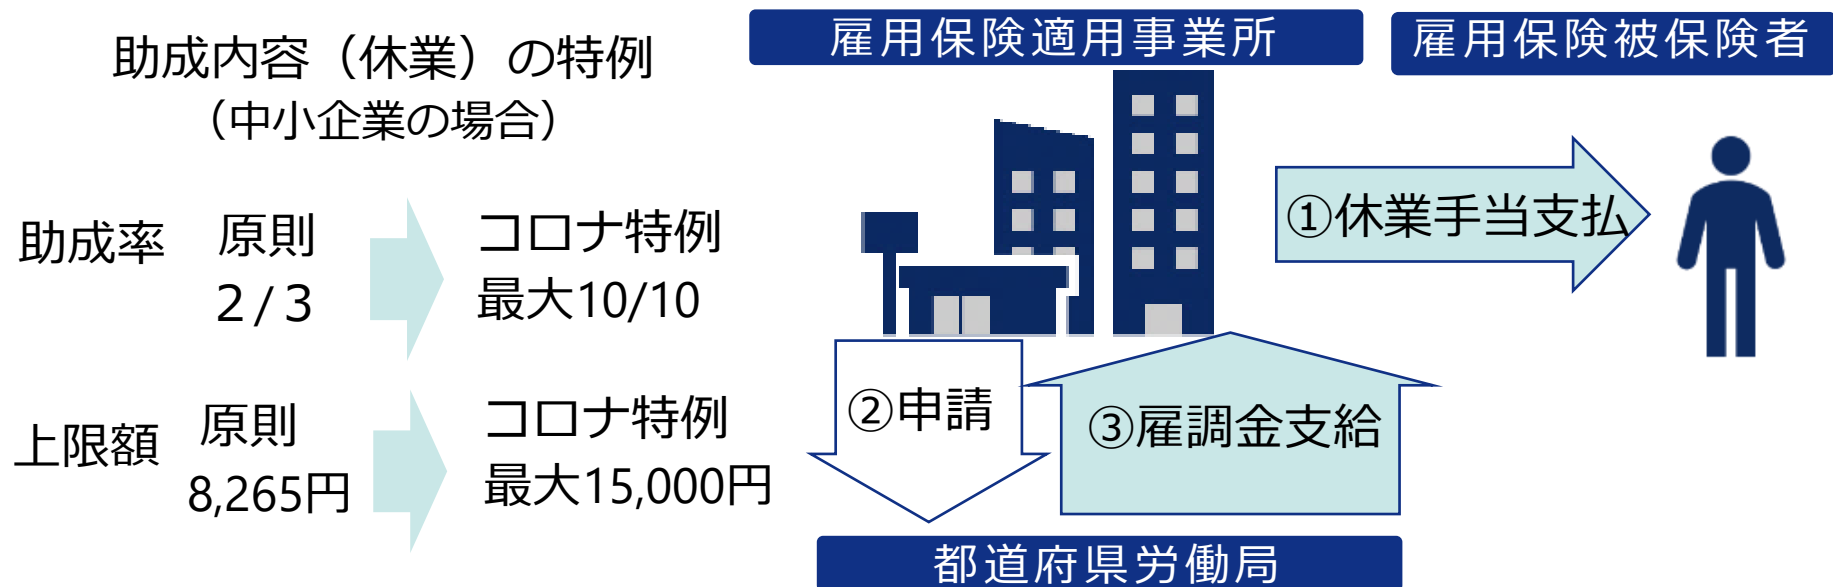 助成内容（休業）の特例
（中小企業の場合）
助成率
原則
２/３
コロナ特例
最大10/10
上限額
原則
8,265円
コロナ特例
最大15,000円
雇用保険適用事業所
雇用保険被保険者
①休業手当支払
②申請
③雇調金支給
都道府県労働局